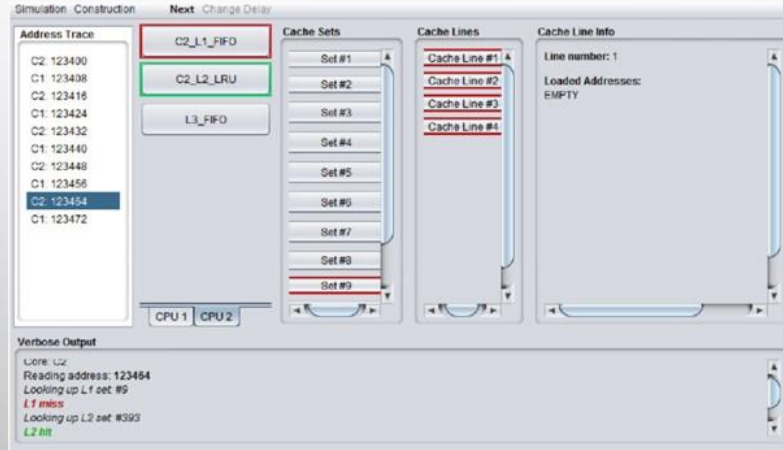 Simulation Construction Next Change Delay
Address Trace
C2: 123400
C1: 123408
C2: 123416
C1: 123424
C2: 123432
C1: 123440
C2: 123448
C1: 123456
C2: 123464
C1: 123472
C2_L1_FIFO
C2_L2_LRU
L3_FIFO
CPU 1 CPU 2
Cache Sets
Set #1
Set #2
Set #3
Set #4
Set #5
Set #6
Set #7
Set #8
Set #9
Cache Lines
Cache Line #1
Cache Line #2
Cache Line #3
Cache Line #4
Cache Line Info
Line number: 1
Loaded Addresses:
EMPTY
Verbose Output
Core: C2
Reading address: 123464
Looking up L1 set #9
L1 miss
Looking up L2 set #393
L2 hit